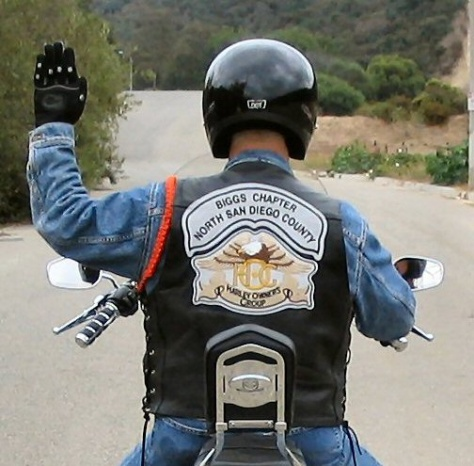 DOT
BIGGS CHAPTER
NORTH SAN DIEGO COUNTY
HOG
HARLEY OWNERS
GROUP